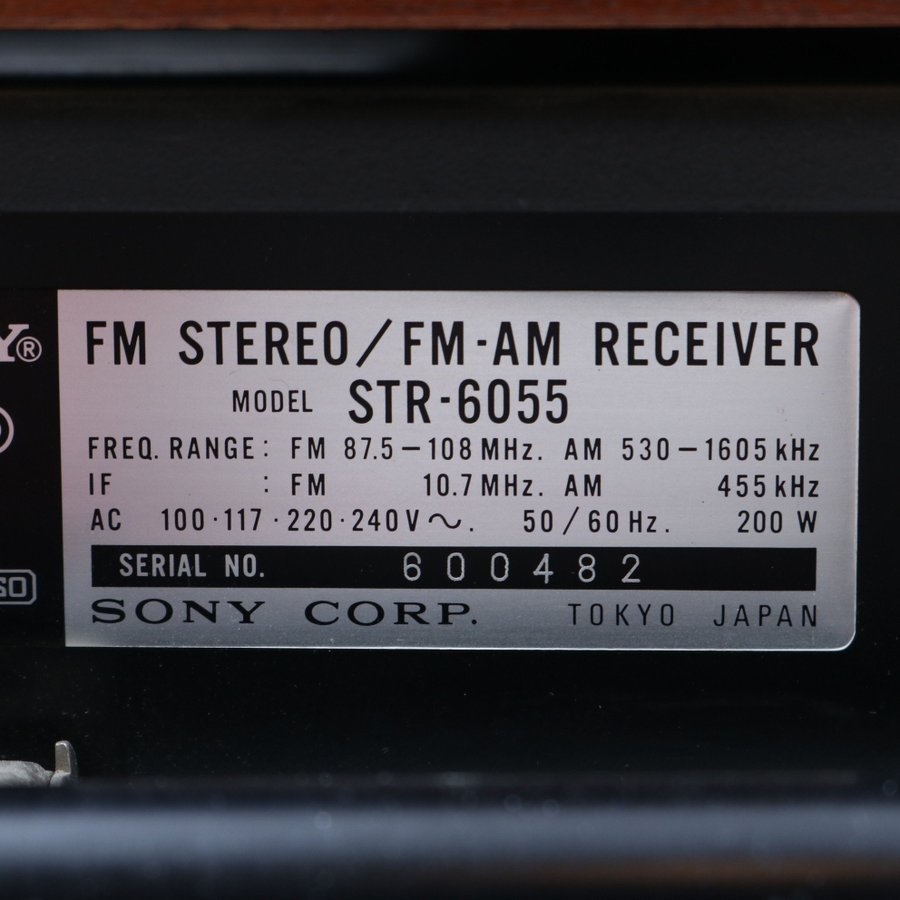 Y®
FM STEREO/FM·AM RECEIVER
MODEL STR-6055
FREQ. RANGE: FM 87.5—108 MHz. AM 530—1605 kHz
IF : FM 10.7 MHz. AM 455 kHz
AC 100·117·220·240V～. 50/60 Hz. 200 W
SERIAL NO. 600482
SONY CORP. TOKYO JAPAN